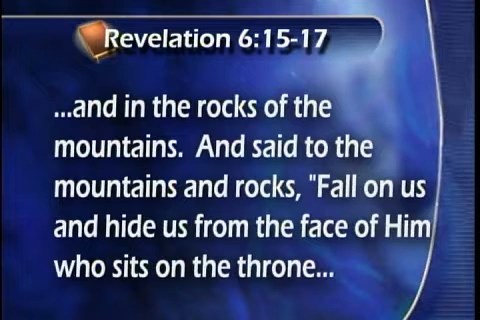 Revelation 6:15-17
...and in the rocks of the
mountains.  And said to the
mountains and rocks, "Fall on us
and hide us from the face of Him
who sits on the throne...